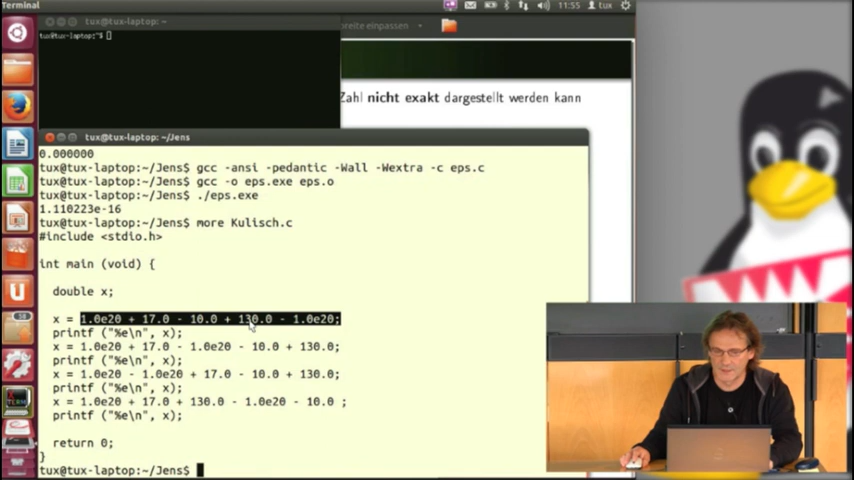 Terminal
11:55 tux
tux@tux-laptop: ~
breite einpassen
tux@tux-laptop:~$
Zahl nicht exakt dargestellt werden kann
tux@tux-laptop: ~/Jens
0.000000
tux@tux-laptop:~/Jens$ gcc -ansi -pedantic -Wall -Wextra -c eps.c
tux@tux-laptop:~/Jens$ gcc -o eps.exe eps.o
tux@tux-laptop:~/Jens$ ./eps.exe
1.110223e-16
tux@tux-laptop:~/Jens$ more Kulisch.c
#include <stdio.h>
int main (void) {
double x;
x = 1.0e20 + 17.0 - 10.0 + 130.0 - 1.0e20;
printf ("%e\n", x);
x = 1.0e20 + 17.0 - 1.0e20 - 10.0 + 130.0;
printf ("%e\n", x);
x = 1.0e20 - 1.0e20 + 17.0 - 10.0 + 130.0;
printf ("%e\n", x);
x = 1.0e20 + 17.0 + 130.0 - 1.0e20 - 10.0 ;
printf ("%e\n", x);
return 0;
}
tux@tux-laptop:~/Jens$